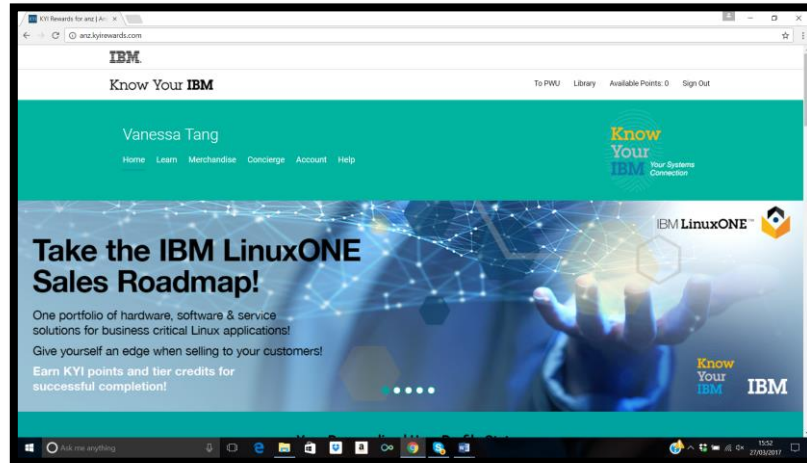 KYI Rewards for anz | An
anz.kyirewards.com
IBM.
Know Your IBM
To PWU Library Available Points: 0 Sign Out
Vanessa Tang
Home Learn Merchandise Concierge Account Help
Know
Your
IBM Your Systems
Connection
IBM LinuxONE™
Take the IBM LinuxONE
Sales Roadmap!
One portfolio of hardware, software & service
solutions for business critical Linux applications!
Give yourself an edge when selling to your customers!
Earn KYI points and tier credits for
successful completion!
Know
Your
IBM
IBM
Ask me anything
15:52
27/03/2017